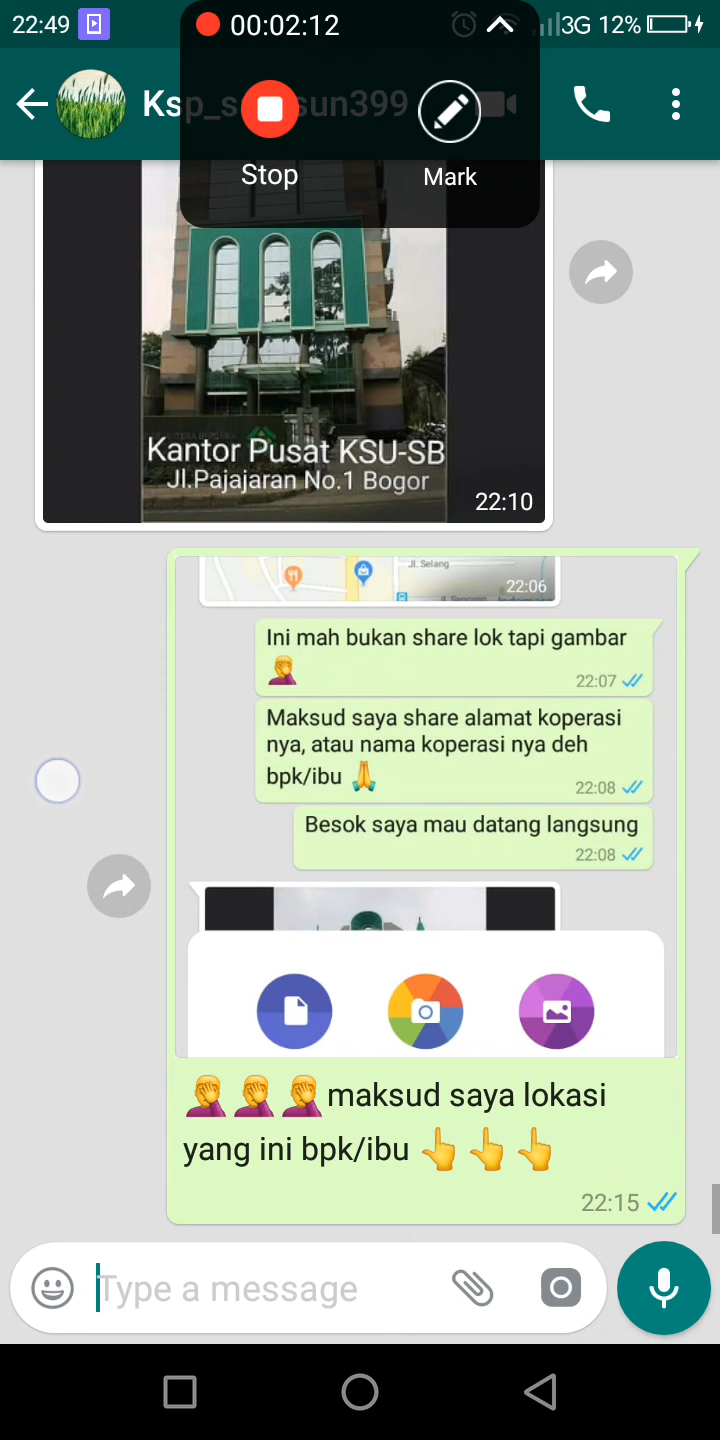 22:49
00:02:12
3G 12%
Stop
Mark
Kantor Pusat KSU-SB
Jl.Pajajaran No.1 Bogor
22:10
Jl. Selang
22:06
Ini mah bukan share lok tapi gambar
🤦
22:07
Maksud saya share alamat koperasi
nya, atau nama koperasi nya deh
bpk/ibu 🙏
22:08
Besok saya mau datang langsung
22:08
🤦🤦🤦maksud saya lokasi
yang ini bpk/ibu 👆👆👆
22:15
Type a message